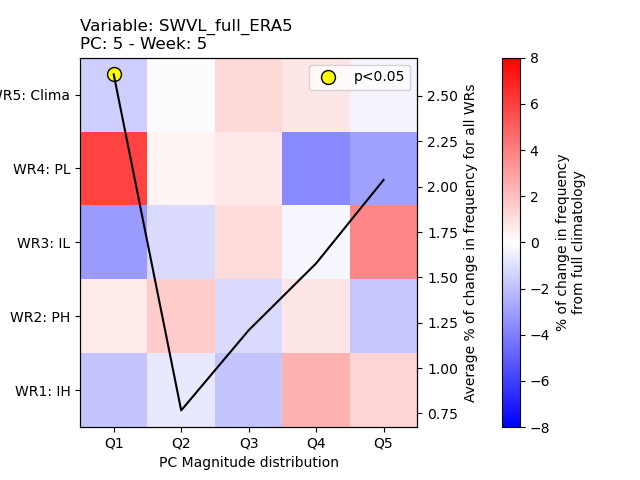 Variable: SWVL_full_ERA5
PC: 5 - Week: 5
p<0.05
WR5: Clima
WR4: PL
WR3: IL
WR2: PH
WR1: IH
Q1 Q2 Q3 Q4 Q5
PC Magnitude distribution
2.50
2.25
2.00
1.75
1.50
1.25
1.00
0.75
Average % of change in frequency for all WRs
8
6
4
2
0
−2
−4
−6
−8
% of change in frequency
from full climatology